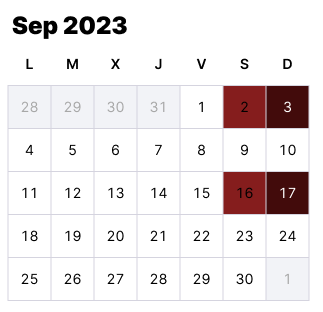 Sep 2023
L M X J V S D
28 29 30 31 1 2 3
4 5 6 7 8 9 10
11 12 13 14 15 16 17
18 19 20 21 22 23 24
25 26 27 28 29 30 1